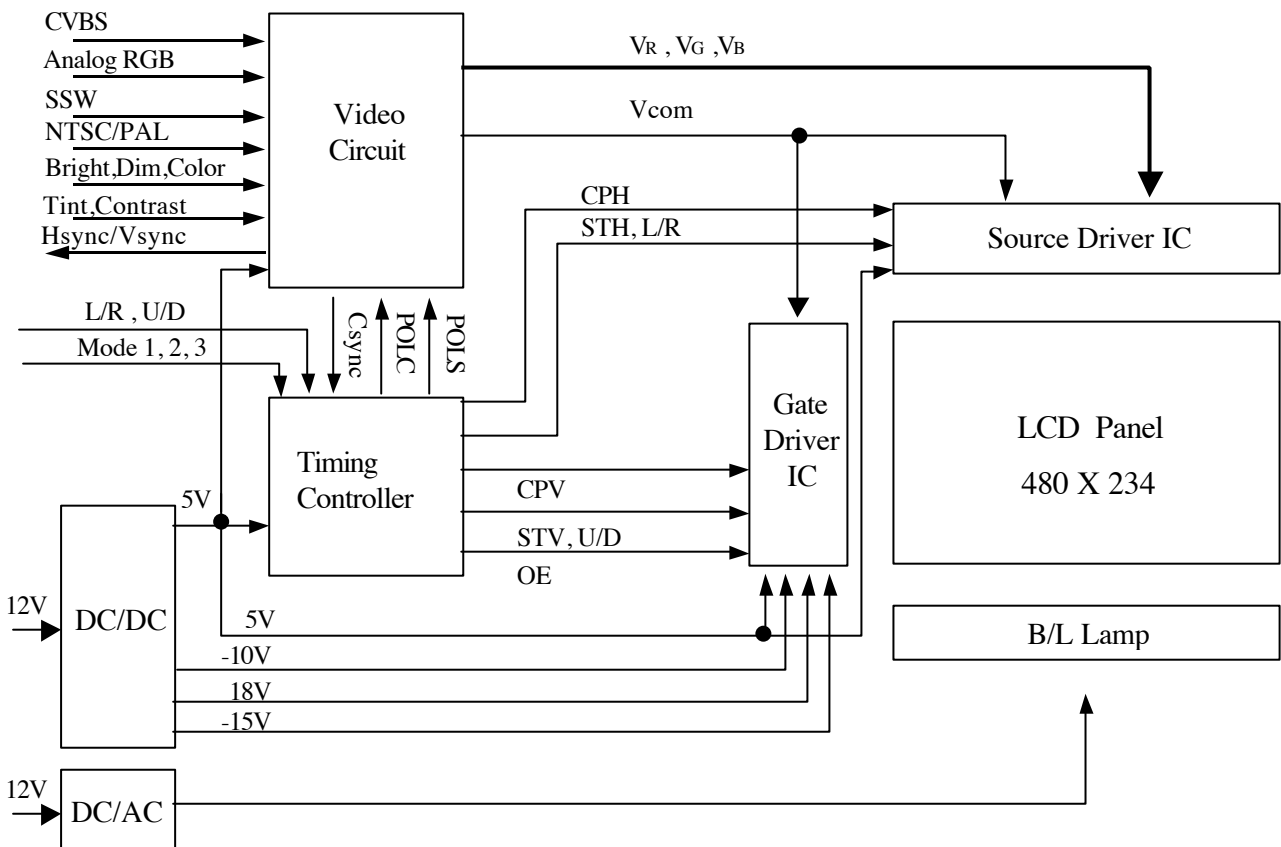 CVBS
Analog RGB
SSW
NTSC/PAL
Bright,Dim,Color
Tint,Contrast
Hsync/Vsync
Video
Circuit
VR , VG ,VB
Vcom
CPH
STH, L/R
Source Driver IC
L/R , U/D
Mode 1, 2, 3
Csync
POLC
POLS
Timing
Controller
Gate
Driver
IC
LCD Panel
480 X 234
CPV
STV, U/D
OE
5V
12V
DC/DC
5V
-10V
18V
-15V
B/L Lamp
12V
DC/AC